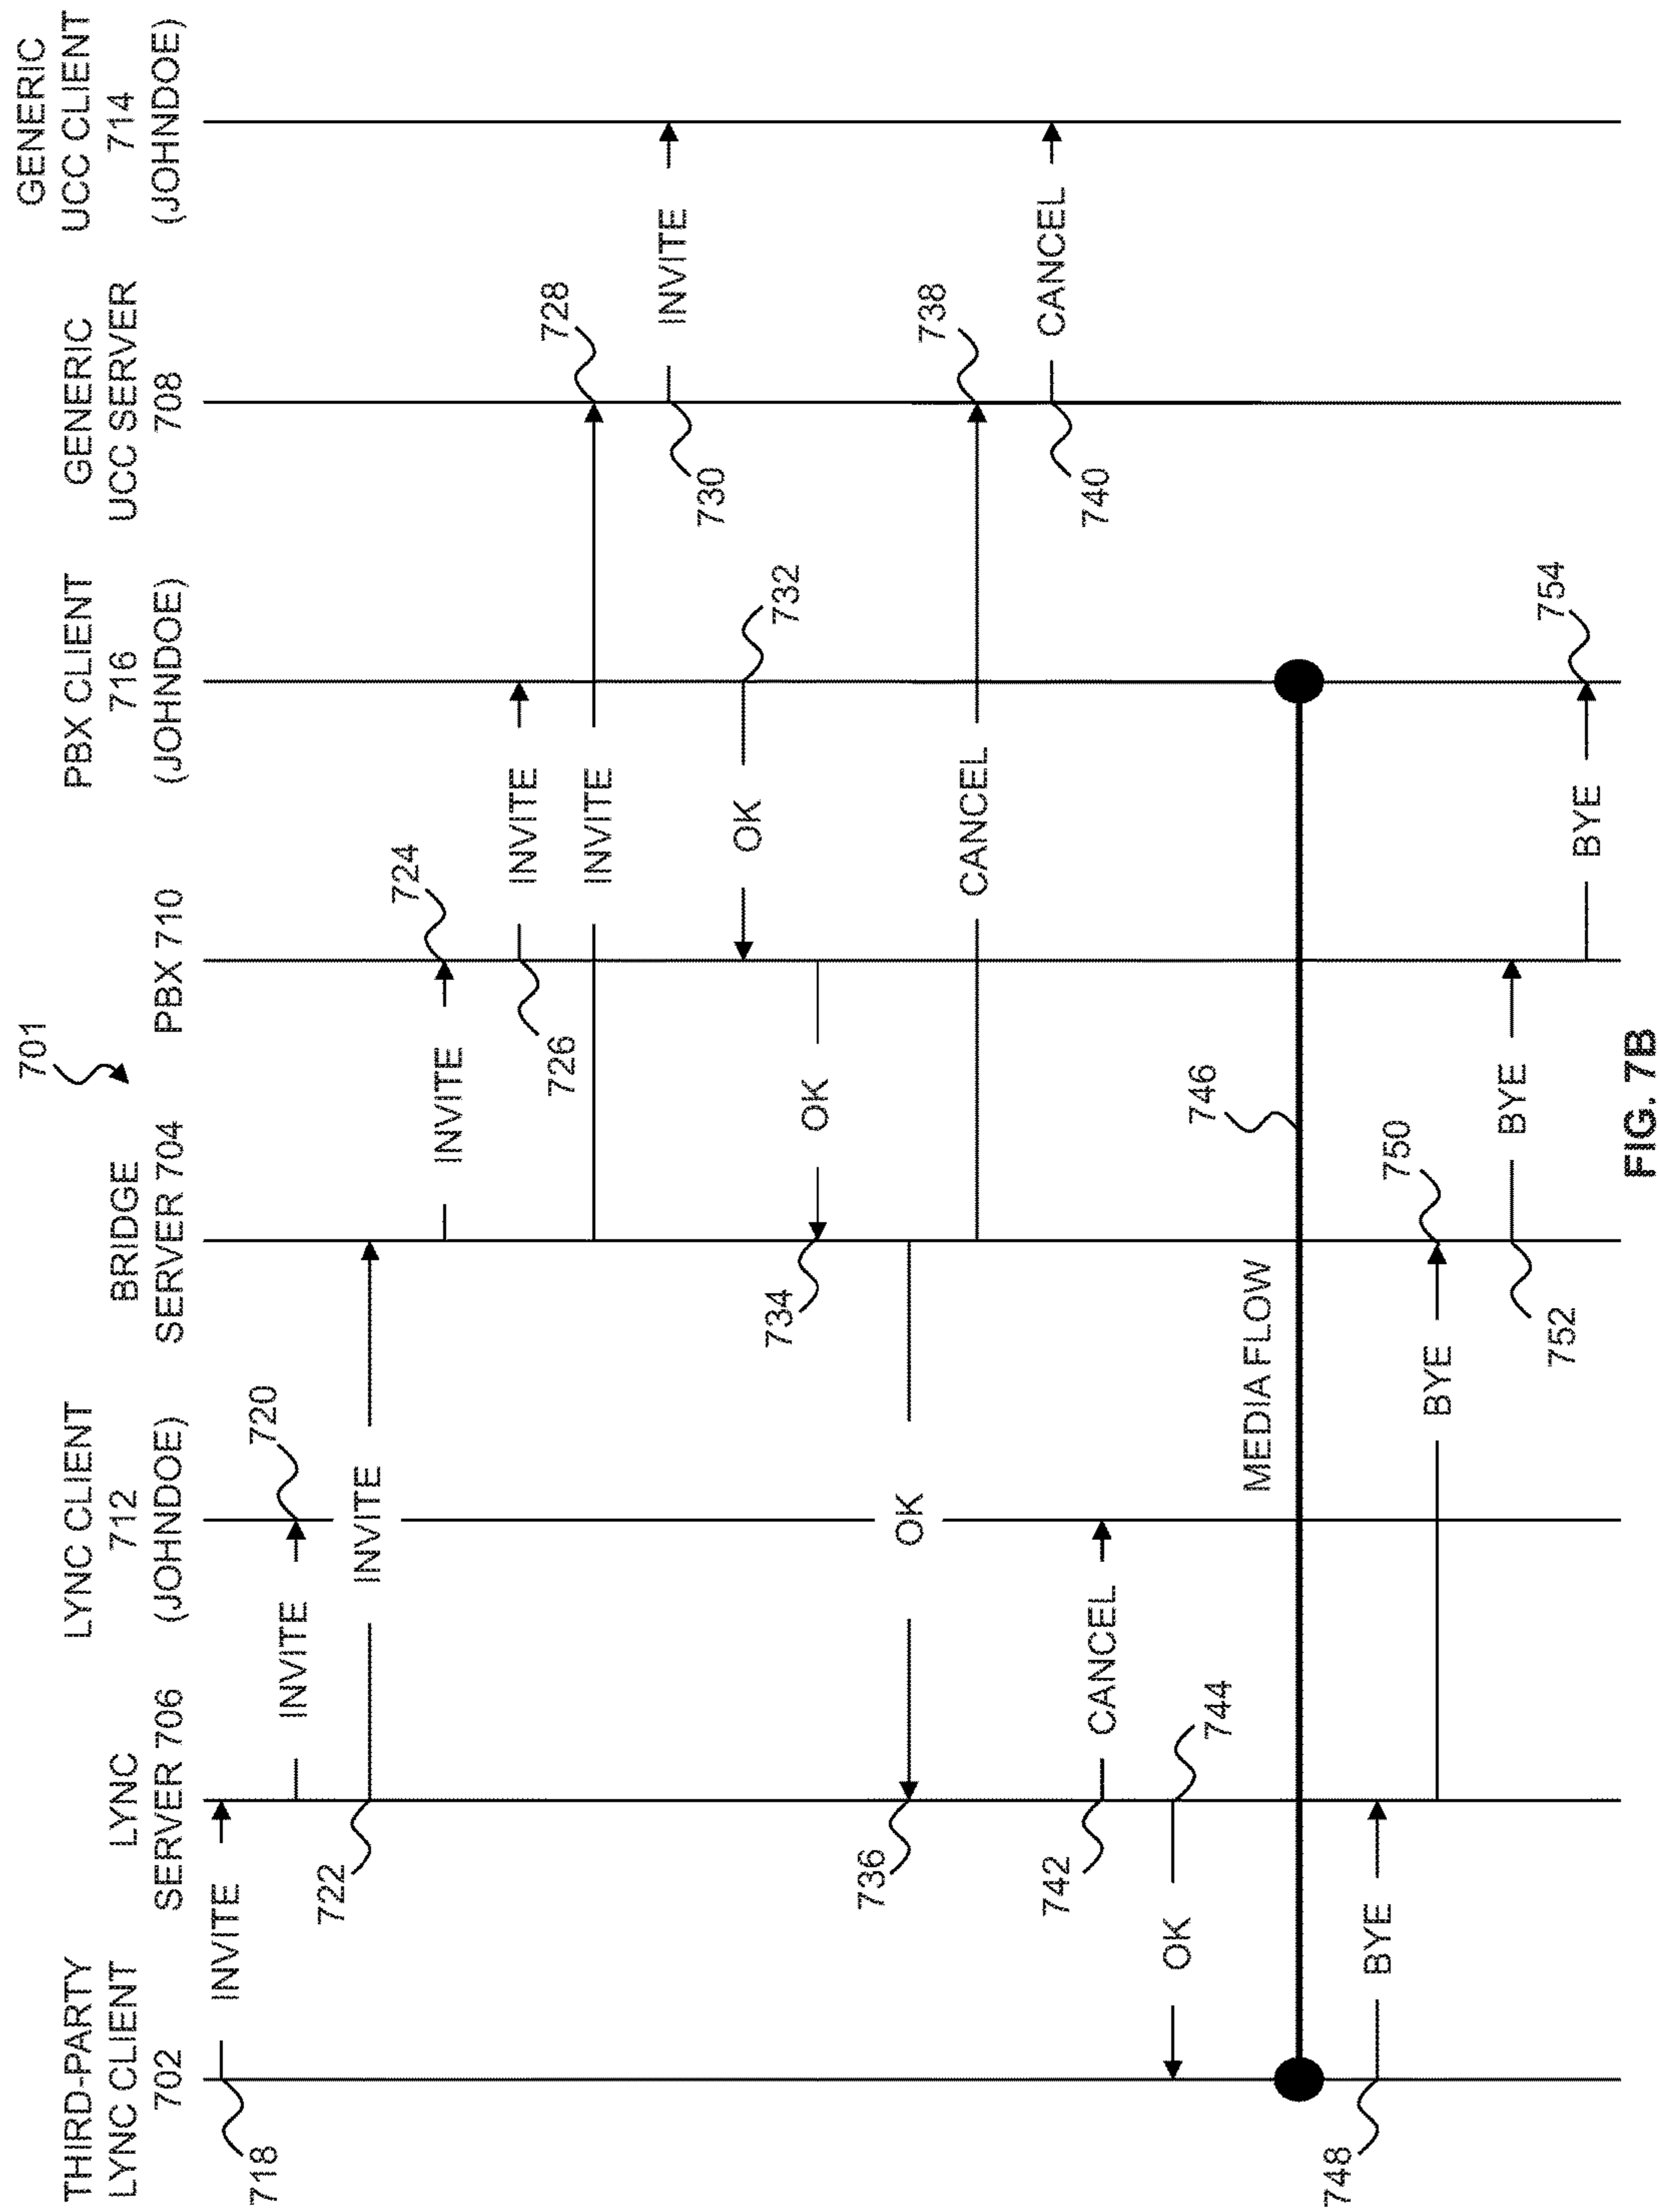 701
THIRD-PARTY
LYNC CLIENT
702
LYNC
SERVER 706
LYNC CLIENT
712
(JOHNDOE)
BRIDGE
SERVER 704
PBX 710
PBX CLIENT
716
(JOHNDOE)
GENERIC
UCC SERVER
708
GENERIC
UCC CLIENT
714
(JOHNDOE)
718
INVITE
INVITE
720
722
INVITE
INVITE
724
726
INVITE
INVITE
728
730
INVITE
OK
732
734
OK
736
OK
CANCEL
738
740
CANCEL
742
CANCEL
OK
744
MEDIA FLOW
746
748
BYE
BYE
750
752
BYE
BYE
754
FIG. 7B